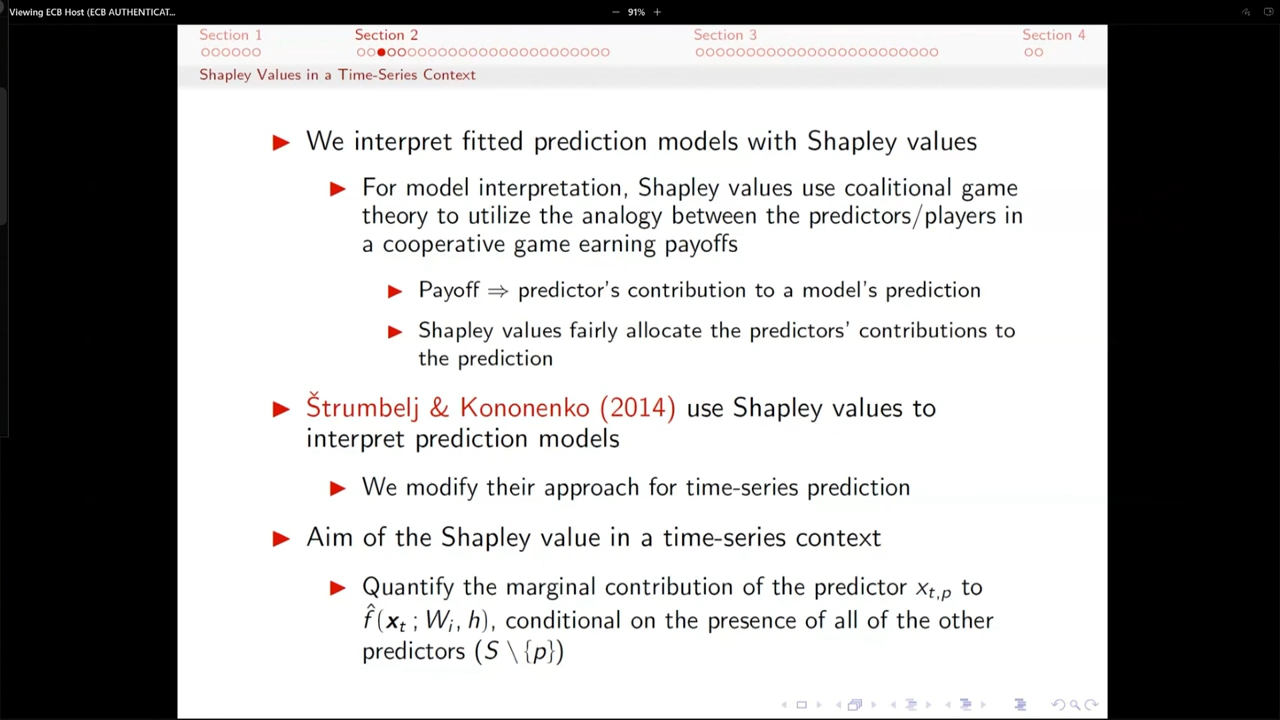 Viewing ECB Host (ECB AUTHENTICAT...
− 91% +
Section 1 Section 2 Section 3 Section 4
Shapley Values in a Time-Series Context
We interpret fitted prediction models with Shapley values
For model interpretation, Shapley values use coalitional game
theory to utilize the analogy between the predictors/players in
a cooperative game earning payoffs
Payoff ⇒ predictor's contribution to a model's prediction
Shapley values fairly allocate the predictors' contributions to
the prediction
Štrumbelj & Kononenko (2014) use Shapley values to
interpret prediction models
We modify their approach for time-series prediction
Aim of the Shapley value in a time-series context
Quantify the marginal contribution of the predictor x_{t,p} to
f̂(x_t ; W_i, h), conditional on the presence of all of the other
predictors (S \ {p})